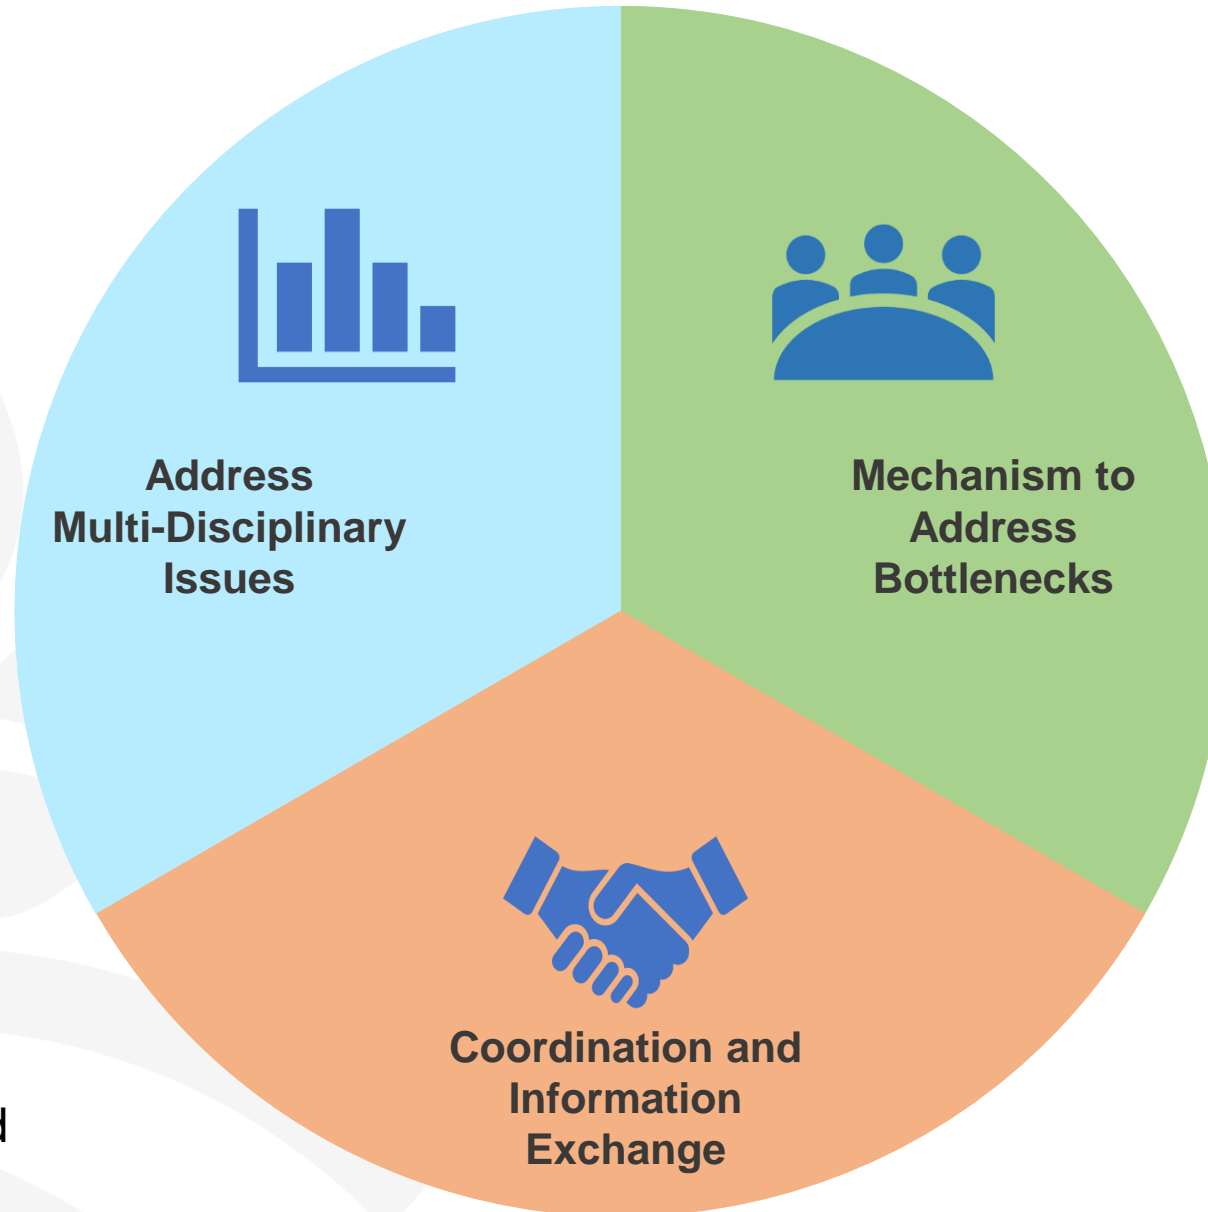 Address
Multi-Disciplinary
Issues
Mechanism to
Address
Bottlenecks
Coordination and
Information
Exchange